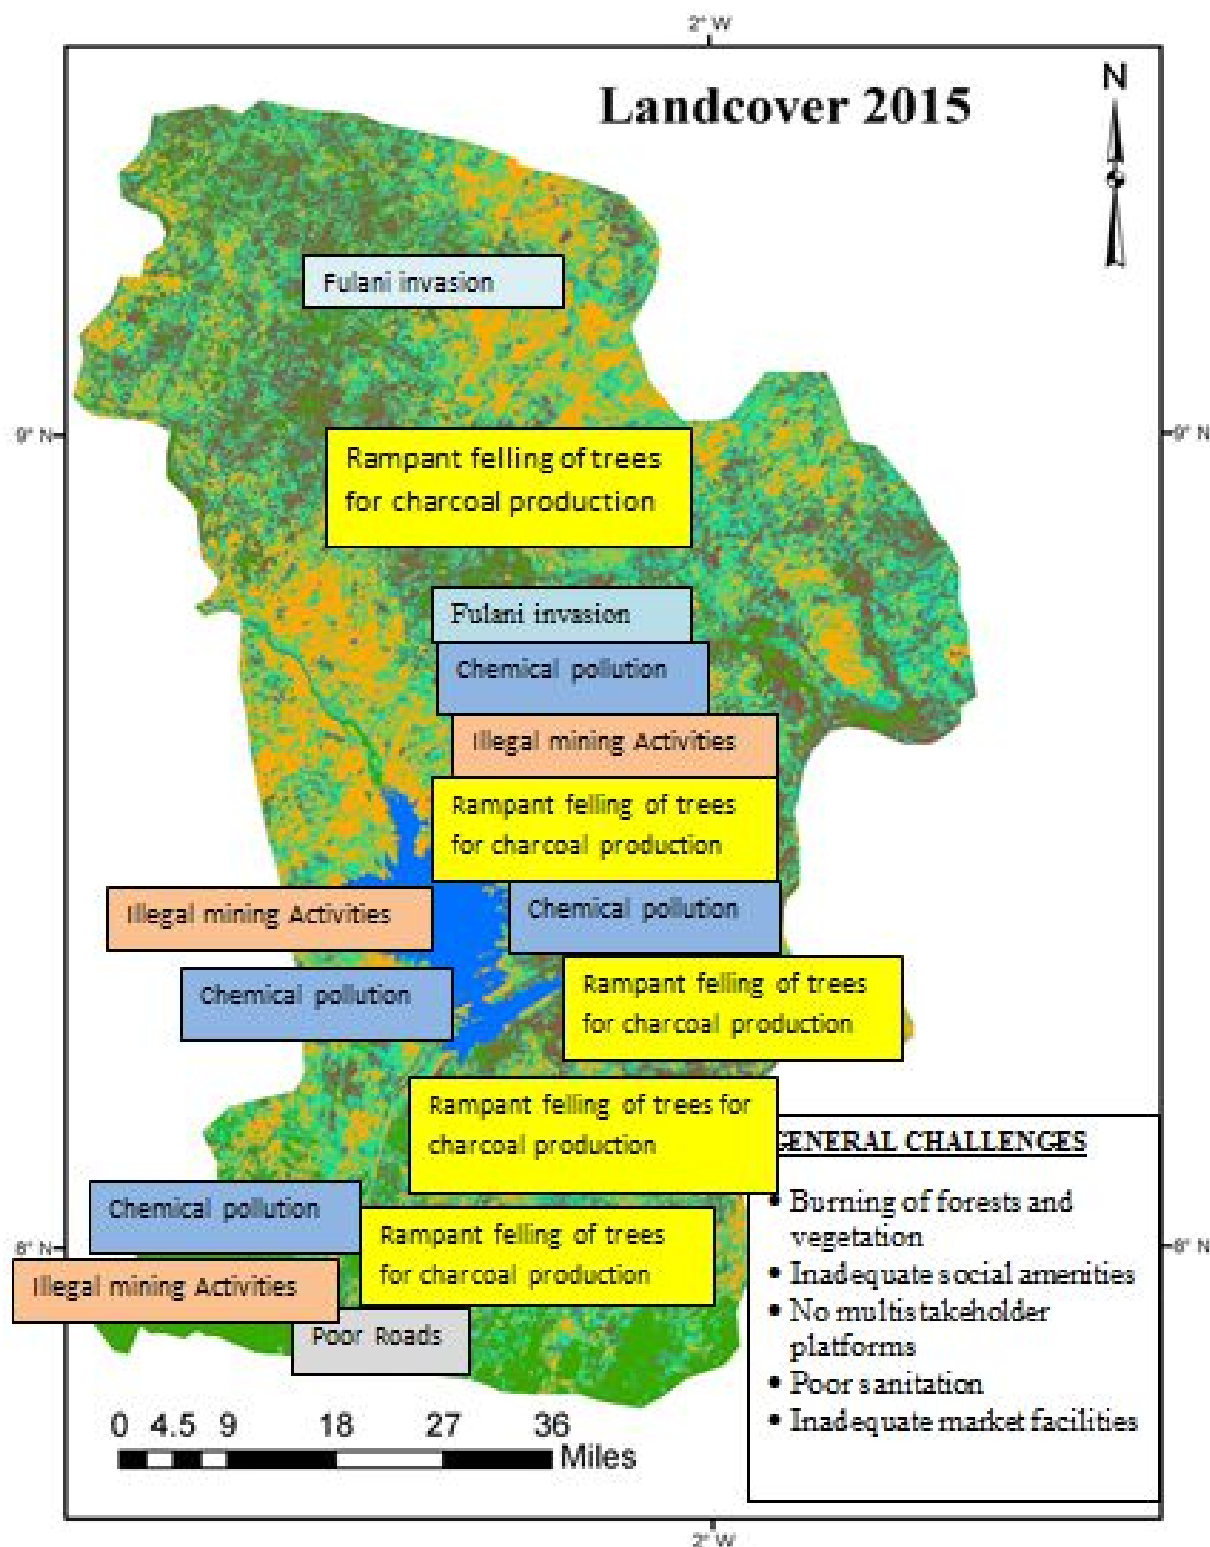 2° W
Landcover 2015
N
Fulani invasion
9° N
9° N
Rampant felling of trees
for charcoal production
Fulani invasion
Chemical pollution
Illegal mining Activities
Rampant felling of trees
for charcoal production
Illegal mining Activities
Chemical pollution
Chemical pollution
Rampant felling of trees
for charcoal production
Rampant felling of trees for
charcoal production
GENERAL CHALLENGES
• Burning of forests and
vegetation
• Inadequate social amenities
• No multistakeholder
platforms
• Poor sanitation
• Inadequate market facilities
Chemical pollution
Rampant felling of trees
for charcoal production
8° N
8° N
Illegal mining Activities
Poor Roads
0 4.5 9 18 27 36
Miles
2° W